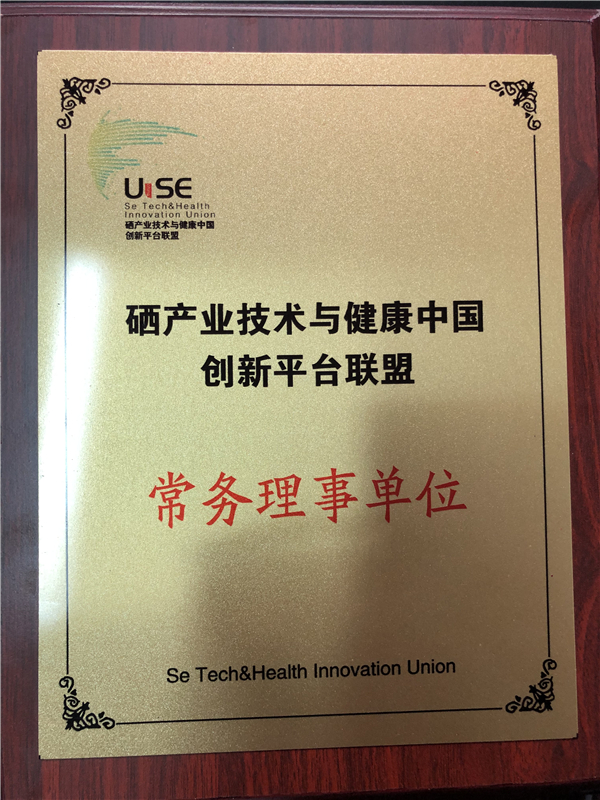 USE
Se Tech&Health
Innovation Union
硒产业技术与健康中国
创新平台联盟
硒产业技术与健康中国
创新平台联盟
常务理事单位
Se Tech&Health Innovation Union